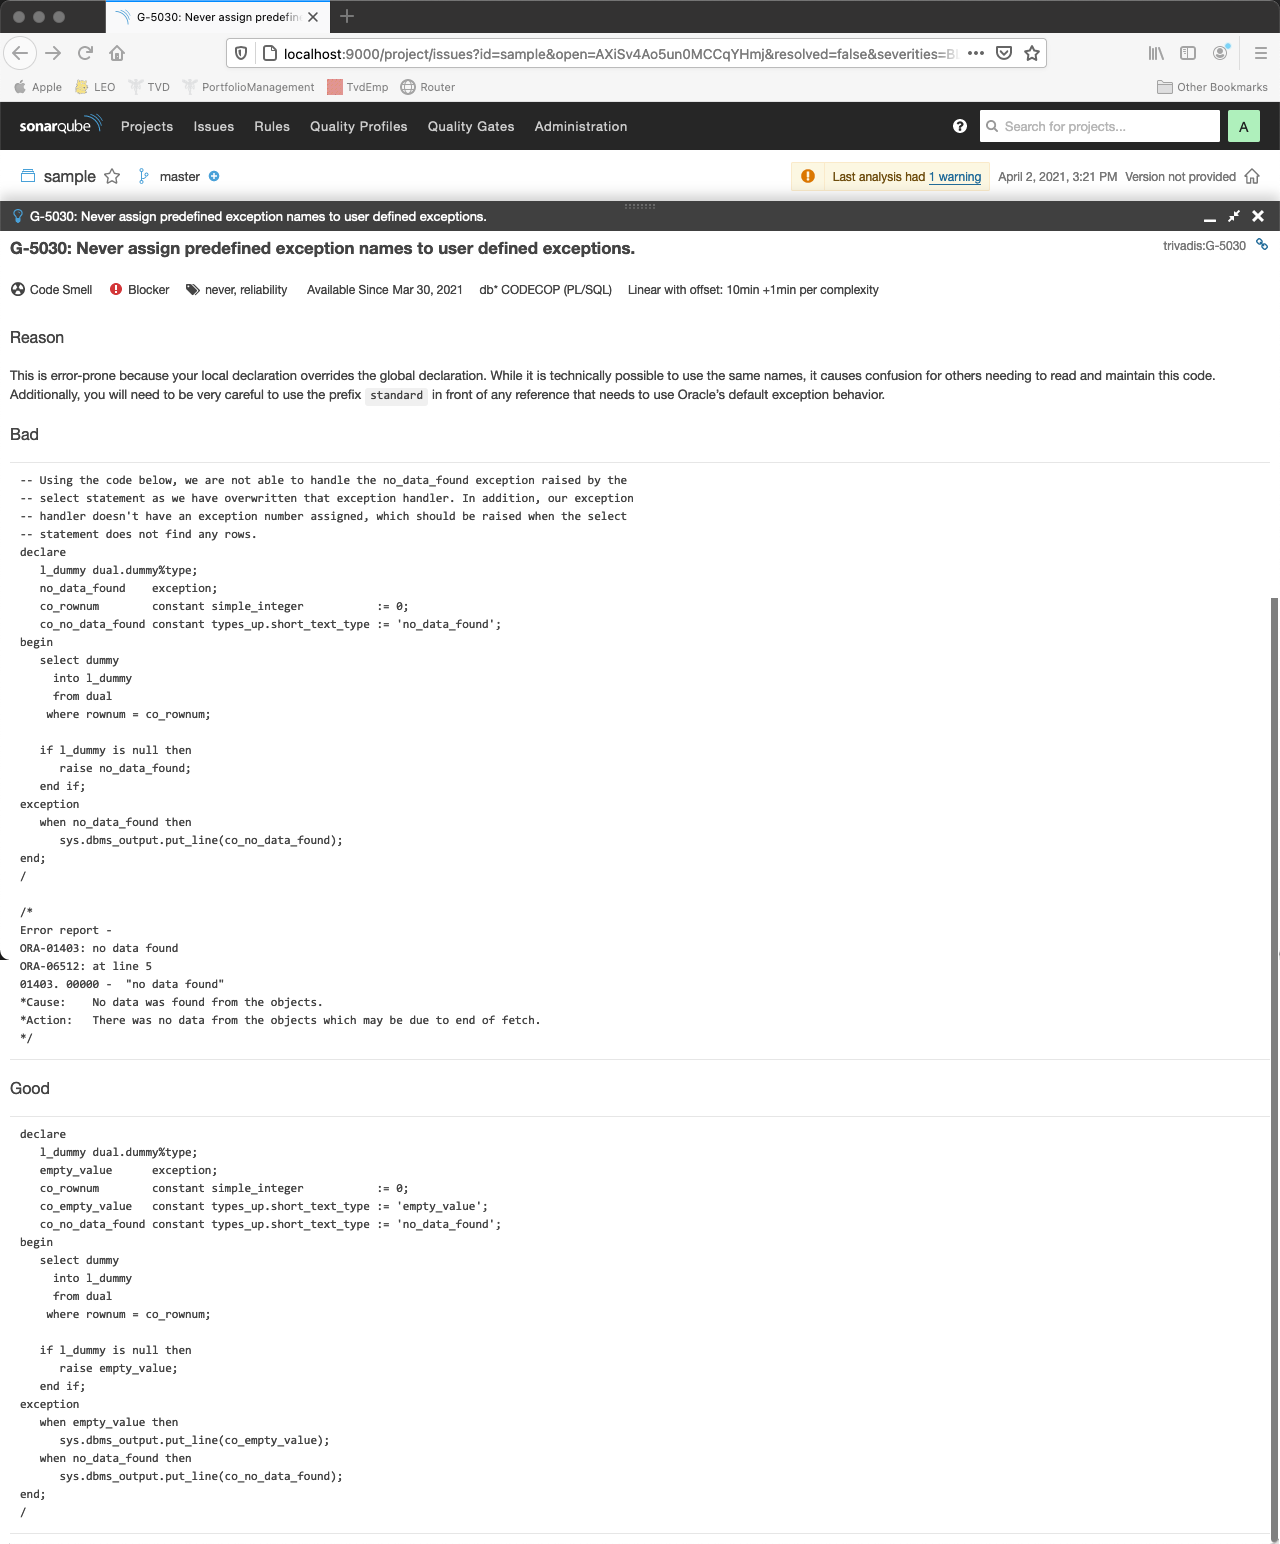 G-5030: Never assign predefin
localhost:9000/project/issues?id=sample&open=AXiSv4Ao5un0MCCqYHmj&resolved=false&severities=Bl
Apple LEO TVD PortfolioManagement TvdEmp Router Other Bookmarks
sonarqube Projects Issues Rules Quality Profiles Quality Gates Administration ? Search for projects... A
sample master Last analysis had 1 warning April 2, 2021, 3:21 PM Version not provided
G-5030: Never assign predefined exception names to user defined exceptions.
G-5030: Never assign predefined exception names to user defined exceptions. trivadis:G-5030
Code Smell Blocker never, reliability Available Since Mar 30, 2021 db* CODECOP (PL/SQL) Linear with offset: 10min +1min per complexity
Reason
This is error-prone because your local declaration overrides the global declaration. While it is technically possible to use the same names, it causes confusion for others needing to read and maintain this code.
Additionally, you will need to be very careful to use the prefix standard in front of any reference that needs to use Oracle's default exception behavior.
Bad
-- Using the code below, we are not able to handle the no_data_found exception raised by the
-- select statement as we have overwritten that exception handler. In addition, our exception
-- handler doesn't have an exception number assigned, which should be raised when the select
-- statement does not find any rows.
declare
   l_dummy dual.dummy%type;
   no_data_found    exception;
   co_rownum        constant simple_integer           := 0;
   co_no_data_found constant types_up.short_text_type := 'no_data_found';
begin
   select dummy
     into l_dummy
     from dual
    where rownum = co_rownum;

   if l_dummy is null then
      raise no_data_found;
   end if;
exception
   when no_data_found then
      sys.dbms_output.put_line(co_no_data_found);
end;
/

/*
Error report -
ORA-01403: no data found
ORA-06512: at line 5
01403. 00000 -  "no data found"
*Cause:    No data was found from the objects.
*Action:   There was no data from the objects which may be due to end of fetch.
*/
Good
declare
   l_dummy dual.dummy%type;
   empty_value      exception;
   co_rownum        constant simple_integer           := 0;
   co_empty_value   constant types_up.short_text_type := 'empty_value';
   co_no_data_found constant types_up.short_text_type := 'no_data_found';
begin
   select dummy
     into l_dummy
     from dual
    where rownum = co_rownum;

   if l_dummy is null then
      raise empty_value;
   end if;
exception
   when empty_value then
      sys.dbms_output.put_line(co_empty_value);
   when no_data_found then
      sys.dbms_output.put_line(co_no_data_found);
end;
/